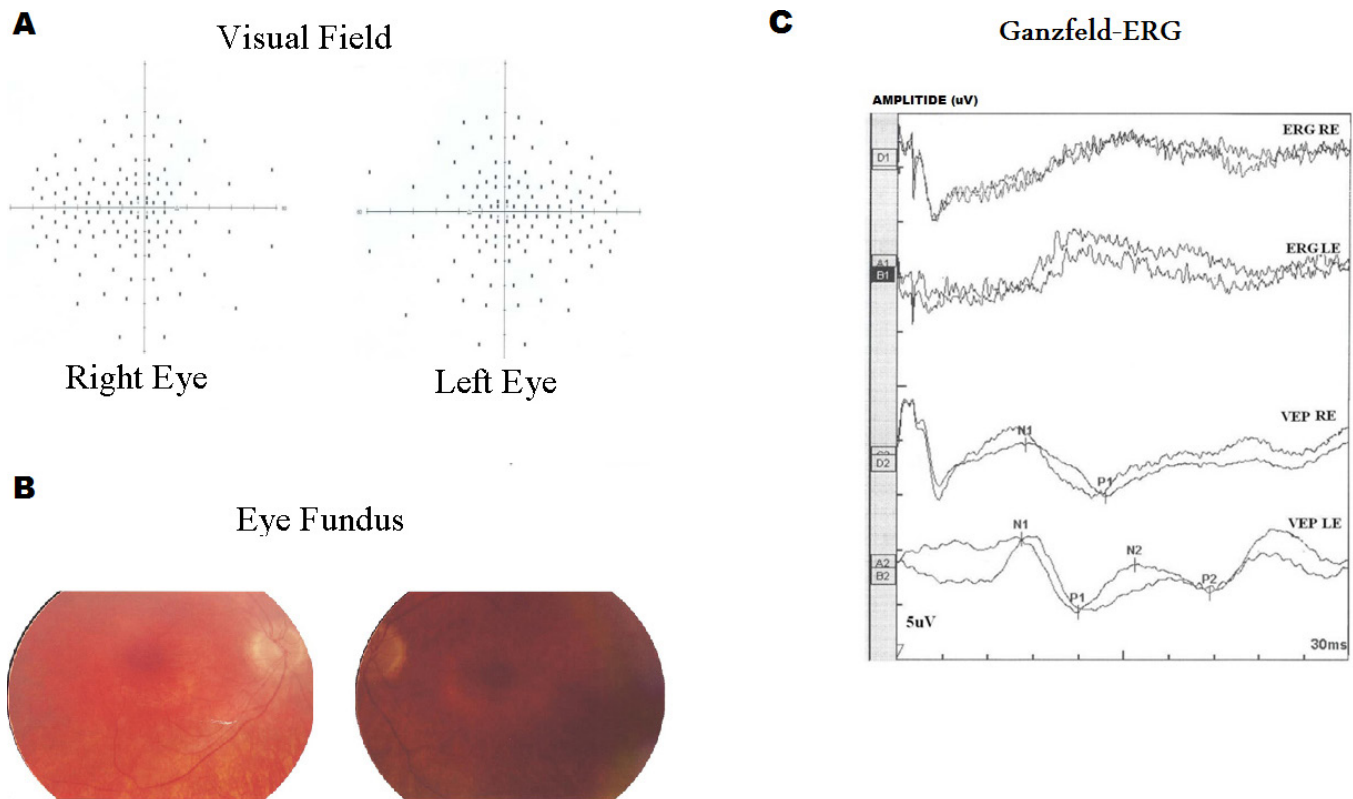 A
Visual Field
Right Eye
Left Eye
B
Eye Fundus
C
Ganzfeld-ERG
AMPLITIDE (uV)
ERG RE
D1
ERG LE
A1
B1
VEP RE
N1
D2
P1
VEP LE
N1
N2
A2
B2
P1
P2
5uV
30ms